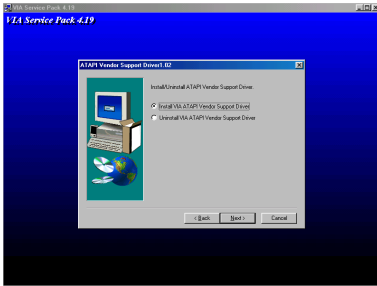 VIA Service Pack 4.19
VIA Service Pack 4.19
ATAPI Vendor Support Driver1.02
Install/Uninstall ATAPI Vendor Support Driver.
Install VIA ATAPI Vendor Support Driver
Uninstall VIA ATAPI Vendor Support Driver
< Back
Next >
Cancel